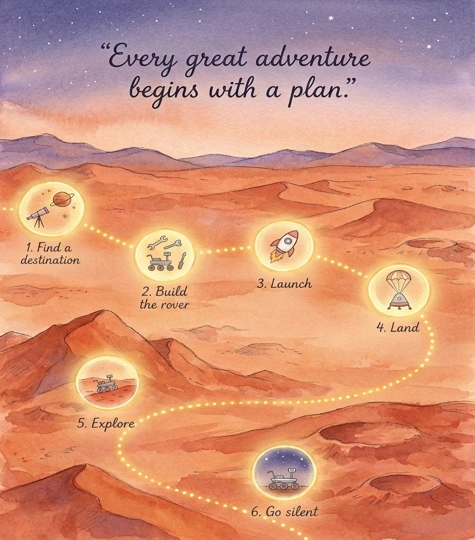 “Every great adventure
begins with a plan.”
1. Find a
destination
2. Build
the rover
3. Launch
4. Land
5. Explore
6. Go silent